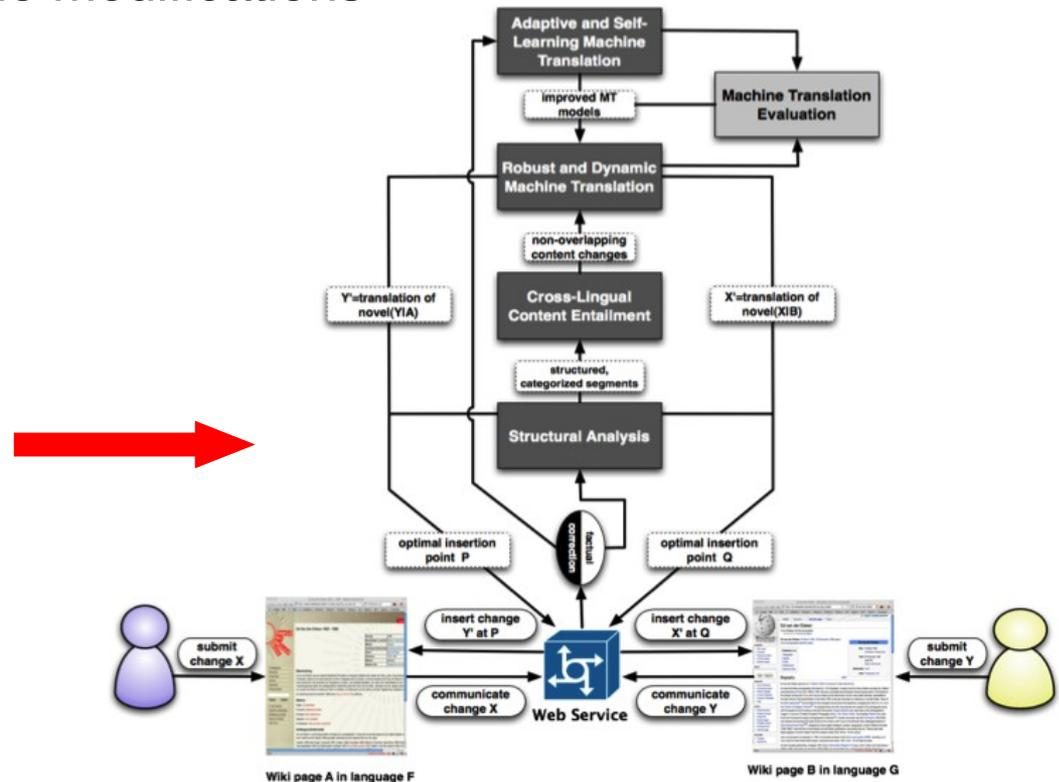 Adaptive and Self-
Learning Machine
Translation
improved MT
models
Machine Translation
Evaluation
Robust and Dynamic
Machine Translation
non-overlapping
content changes
Y'=translation of
novel(Y|A)
Cross-Lingual
Content Entailment
X'=translation of
novel(X|B)
structured,
categorized segments
Structural Analysis
correction
factual
optimal insertion
point P
optimal insertion
point Q
submit
change X
insert change
Y' at P
insert change
X' at Q
submit
change Y
communicate
change X
Web Service
communicate
change Y
Wiki page A in language F
Wiki page B in language G